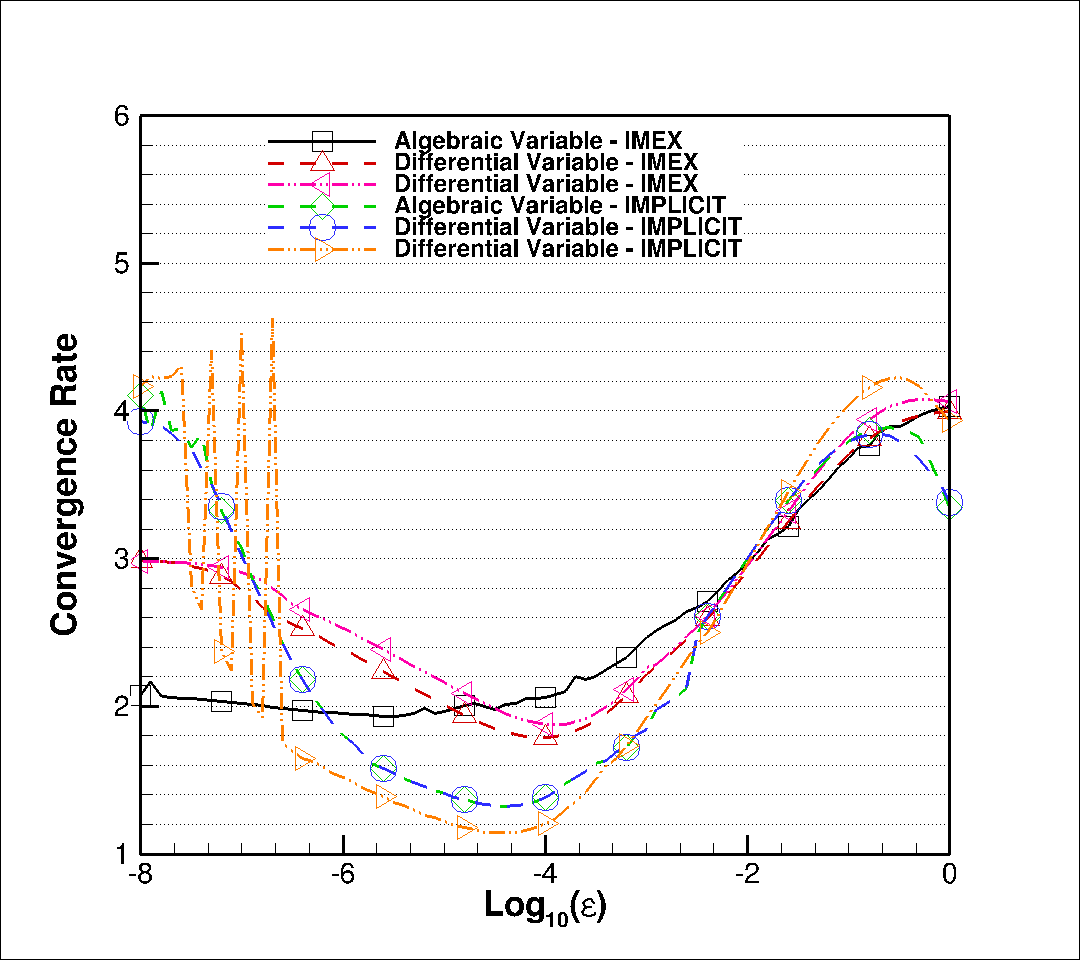 6
Algebraic Variable - IMEX
Differential Variable - IMEX
Differential Variable - IMEX
Algebraic Variable - IMPLICIT
Differential Variable - IMPLICIT
Differential Variable - IMPLICIT
5
4
3
2
1
Convergence Rate
-8 -6 -4 -2 0
Log10(ε)